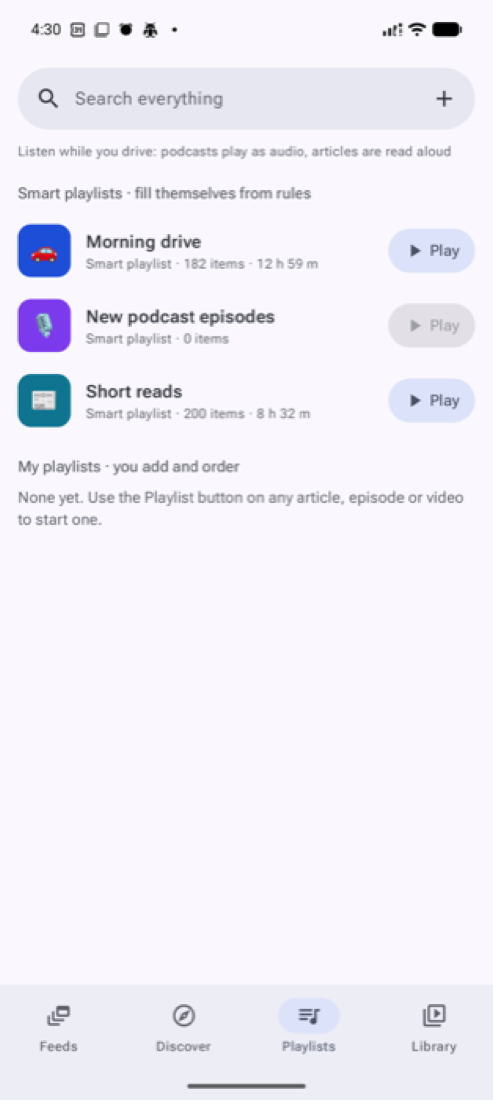 4:30
Search everything
Listen while you drive: podcasts play as audio, articles are read aloud
Smart playlists · fill themselves from rules
Morning drive
Smart playlist · 182 items · 12 h 59 m
Play
New podcast episodes
Smart playlist · 0 items
Play
Short reads
Smart playlist · 200 items · 8 h 32 m
Play
My playlists · you add and order
None yet. Use the Playlist button on any article, episode or video
to start one.
Feeds
Discover
Playlists
Library